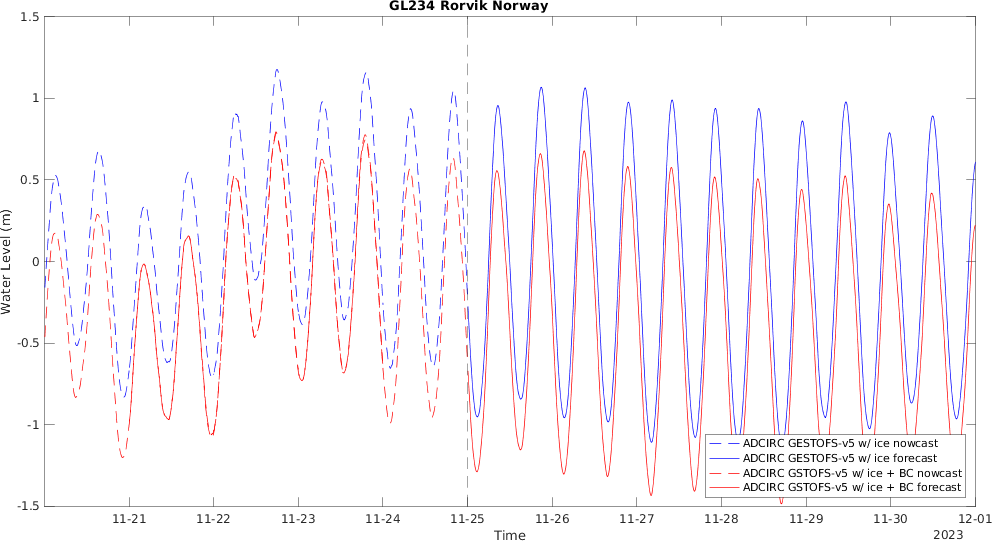 GL234 Rorvik Norway
1.5
1
0.5
0
-0.5
-1
-1.5
Water Level (m)
11-21 11-22 11-23 11-24 11-25 11-26 11-27 11-28 11-29 11-30 12-01
Time
2023
ADCIRC GESTOFS-v5 w/ ice nowcast
ADCIRC GESTOFS-v5 w/ ice forecast
ADCIRC GSTOFS-v5 w/ ice + BC nowcast
ADCIRC GSTOFS-v5 w/ ice + BC forecast